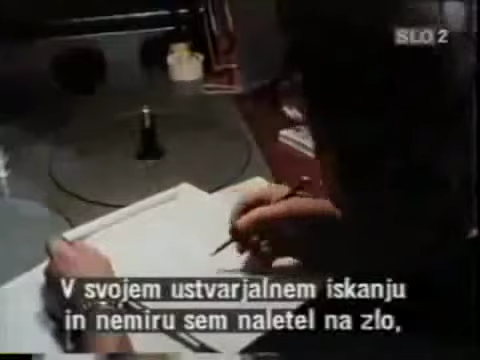 SLO 2
V svojem ustvarjalnem iskanju
in nemiru sem naletel na zlo,